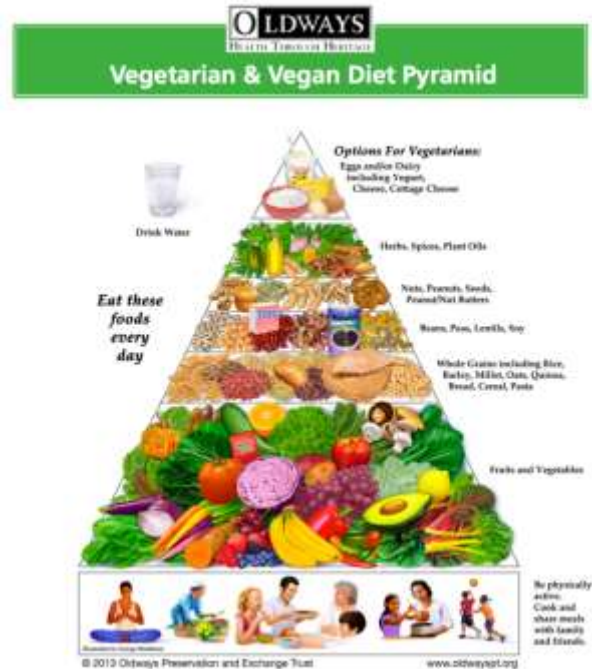 OLDWAYS
HEALTH THROUGH HERITAGE
Vegetarian & Vegan Diet Pyramid
Options For Vegetarians:
Eggs and/or Dairy
including Yogurt,
Cheese, Cottage Cheese
Drink Water
Herbs, Spices, Plant Oils
Eat these
foods
every
day
Nuts, Peanuts, Seeds,
Peanut/Nut Butters
Beans, Peas, Lentils, Soy
Whole Grains including Rice,
Barley, Millet, Oats, Quinoa,
Bread, Cereal, Pasta
Fruits and Vegetables
Be physically
active.
Cook and
share meals
with family
and friends.
© 2013 Oldways Preservation and Exchange Trust
www.oldwayspt.org